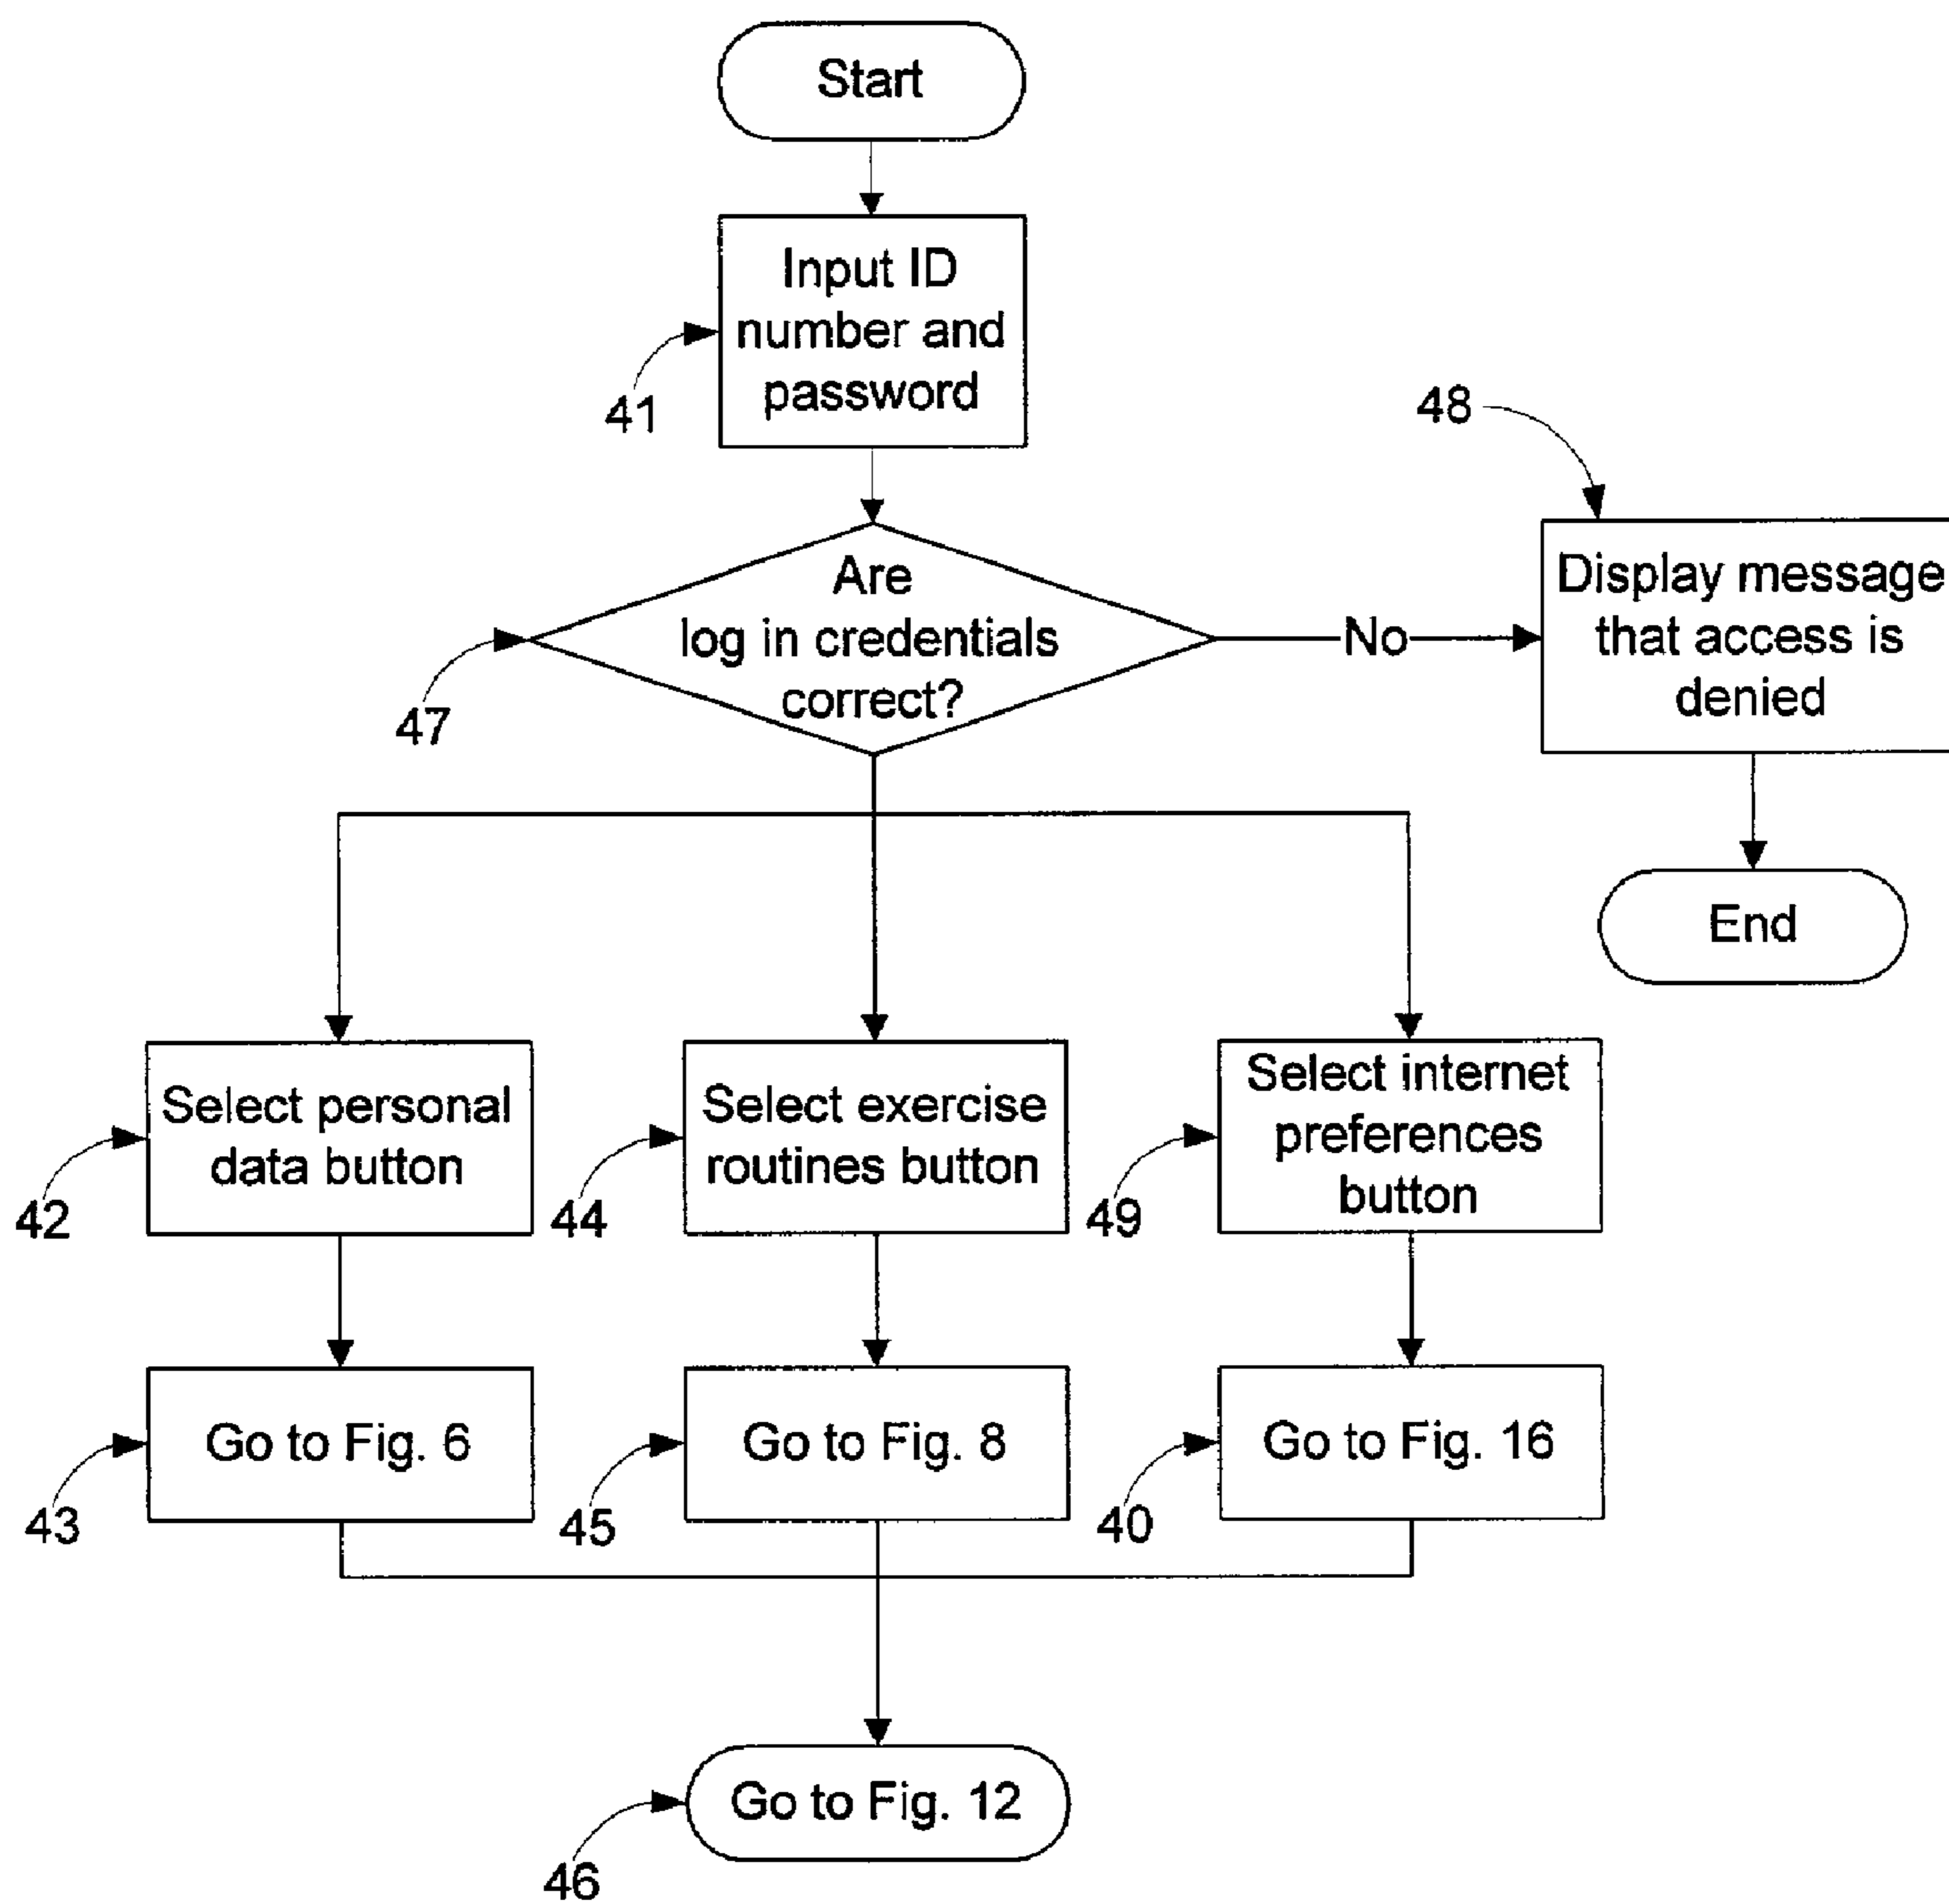 Start
Input ID
number and
password
41
48
Are
log in credentials
correct?
No
Display message
that access is
denied
47
End
Select personal
data button
Select exercise
routines button
Select internet
preferences
button
42
44
49
Go to Fig. 6
Go to Fig. 8
Go to Fig. 16
43
45
40
Go to Fig. 12
46